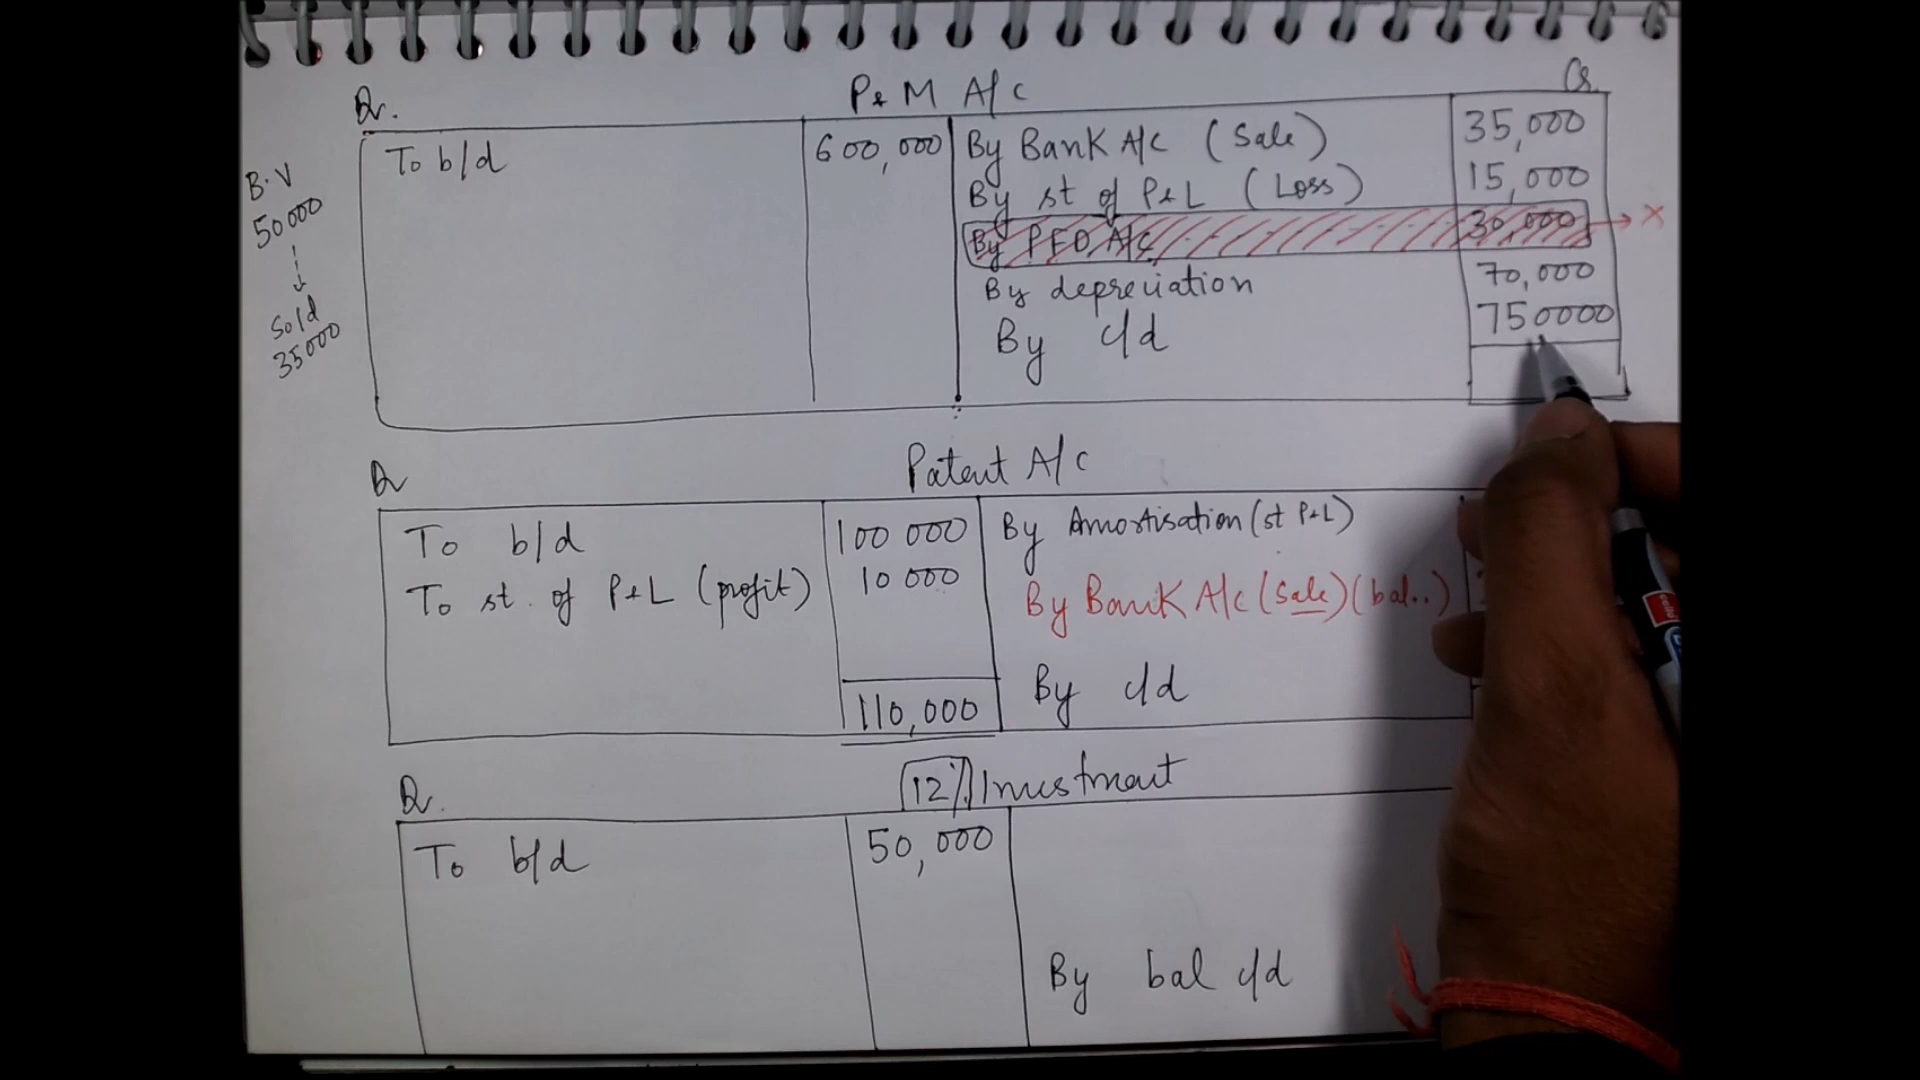 P & M A/c
Dr. Cr.
To b/d 600,000 By Bank A/c (Sale) 35,000
By st of P&L (Loss) 15,000
By PFD A/c 30,000 → ×
By depreciation 70,000
By c/d 750000
B.V
50000
Sold
35000
Patent A/c
Dr
To b/d 100 000 By Amortisation (st P&L)
To st. of P&L (profit) 10 000 By Bank A/c (Sale) (bal..)
By c/d
110,000
12% Investment
Dr.
To b/d 50,000
By bal c/d
cello